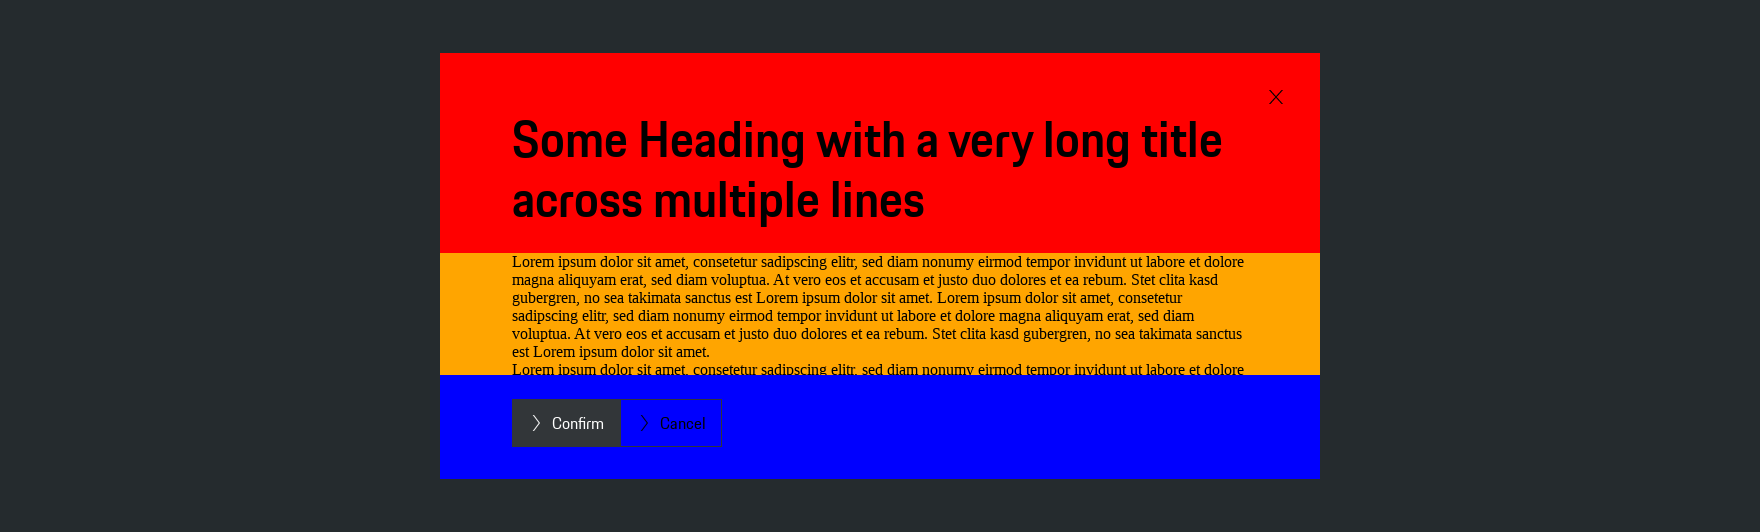 Some Heading with a very long title
across multiple lines
Lorem ipsum dolor sit amet, consetetur sadipscing elitr, sed diam nonumy eirmod tempor invidunt ut labore et dolore
magna aliquyam erat, sed diam voluptua. At vero eos et accusam et justo duo dolores et ea rebum. Stet clita kasd
gubergren, no sea takimata sanctus est Lorem ipsum dolor sit amet. Lorem ipsum dolor sit amet, consetetur
sadipscing elitr, sed diam nonumy eirmod tempor invidunt ut labore et dolore magna aliquyam erat, sed diam
voluptua. At vero eos et accusam et justo duo dolores et ea rebum. Stet clita kasd gubergren, no sea takimata sanctus
est Lorem ipsum dolor sit amet.
Lorem ipsum dolor sit amet, consetetur sadipscing elitr, sed diam nonumy eirmod tempor invidunt ut labore et dolore
Confirm
Cancel